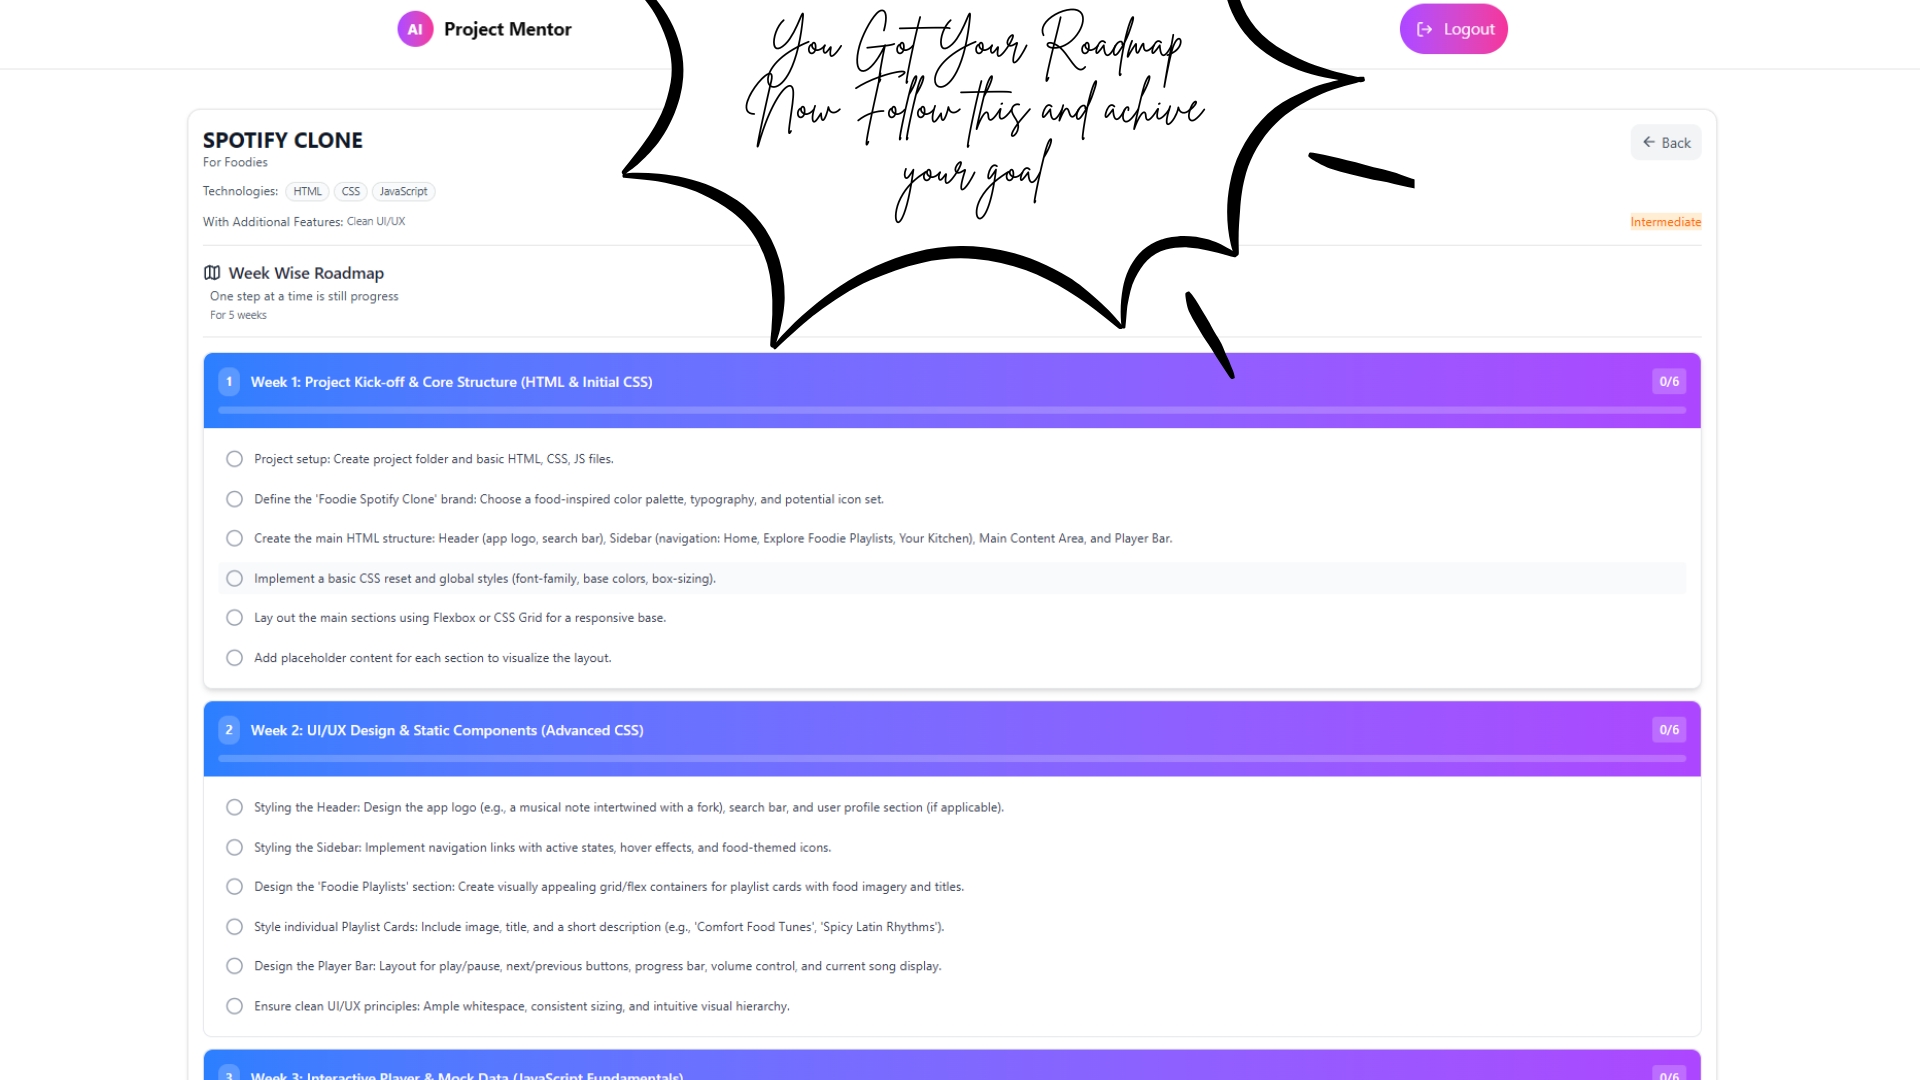 AI Project Mentor
You Got Your Roadmap
Now Follow this and achive
your goal
Logout
SPOTIFY CLONE
For Foodies
Back
Technologies: HTML CSS JavaScript
With Additional Features: Clean UI/UX
Intermediate
Week Wise Roadmap
One step at a time is still progress
For 5 weeks
1 Week 1: Project Kick-off & Core Structure (HTML & Initial CSS) 0/6
Project setup: Create project folder and basic HTML, CSS, JS files.
Define the 'Foodie Spotify Clone' brand: Choose a food-inspired color palette, typography, and potential icon set.
Create the main HTML structure: Header (app logo, search bar), Sidebar (navigation: Home, Explore Foodie Playlists, Your Kitchen), Main Content Area, and Player Bar.
Implement a basic CSS reset and global styles (font-family, base colors, box-sizing).
Lay out the main sections using Flexbox or CSS Grid for a responsive base.
Add placeholder content for each section to visualize the layout.
2 Week 2: UI/UX Design & Static Components (Advanced CSS) 0/6
Styling the Header: Design the app logo (e.g., a musical note intertwined with a fork), search bar, and user profile section (if applicable).
Styling the Sidebar: Implement navigation links with active states, hover effects, and food-themed icons.
Design the 'Foodie Playlists' section: Create visually appealing grid/flex containers for playlist cards with food imagery and titles.
Style individual Playlist Cards: Include image, title, and a short description (e.g., 'Comfort Food Tunes', 'Spicy Latin Rhythms').
Design the Player Bar: Layout for play/pause, next/previous buttons, progress bar, volume control, and current song display.
Ensure clean UI/UX principles: Ample whitespace, consistent sizing, and intuitive visual hierarchy.
3 Week 3: Interactive Player & Mock Data (JavaScript Fundamentals) 0/6